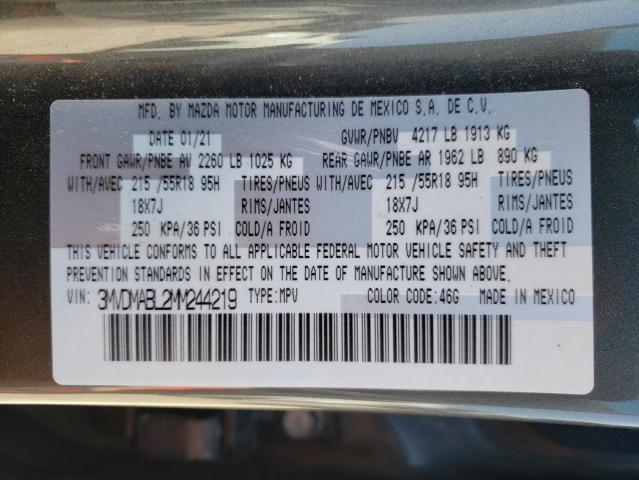 MFD. BY MAZDA MOTOR MANUFACTURING DE MEXICO S.A. DE C.V.
DATE 01/21 GVWR/PNBV 4217 LB 1913 KG
FRONT GAWR/PNBE AV 2260 LB 1025 KG REAR GAWR/PNBE AR 1962 LB 890 KG
WITH/AVEC 215 /55R18 95H TIRES/PNEUS WITH/AVEC 215 /55R18 95H TIRES/PNEUS
18X7J RIMS/JANTES 18X7J RIMS/JANTES
250 KPA/36 PSI COLD/A FROID 250 KPA/36 PSI COLD/A FROID
THIS VEHICLE CONFORMS TO ALL APPLICABLE FEDERAL MOTOR VEHICLE SAFETY AND THEFT
PREVENTION STANDARDS IN EFFECT ON THE DATE OF MANUFACTURE SHOWN ABOVE.
VIN: 3MVDMABL2MM244219 TYPE: MPV COLOR CODE: 46G MADE IN MEXICO